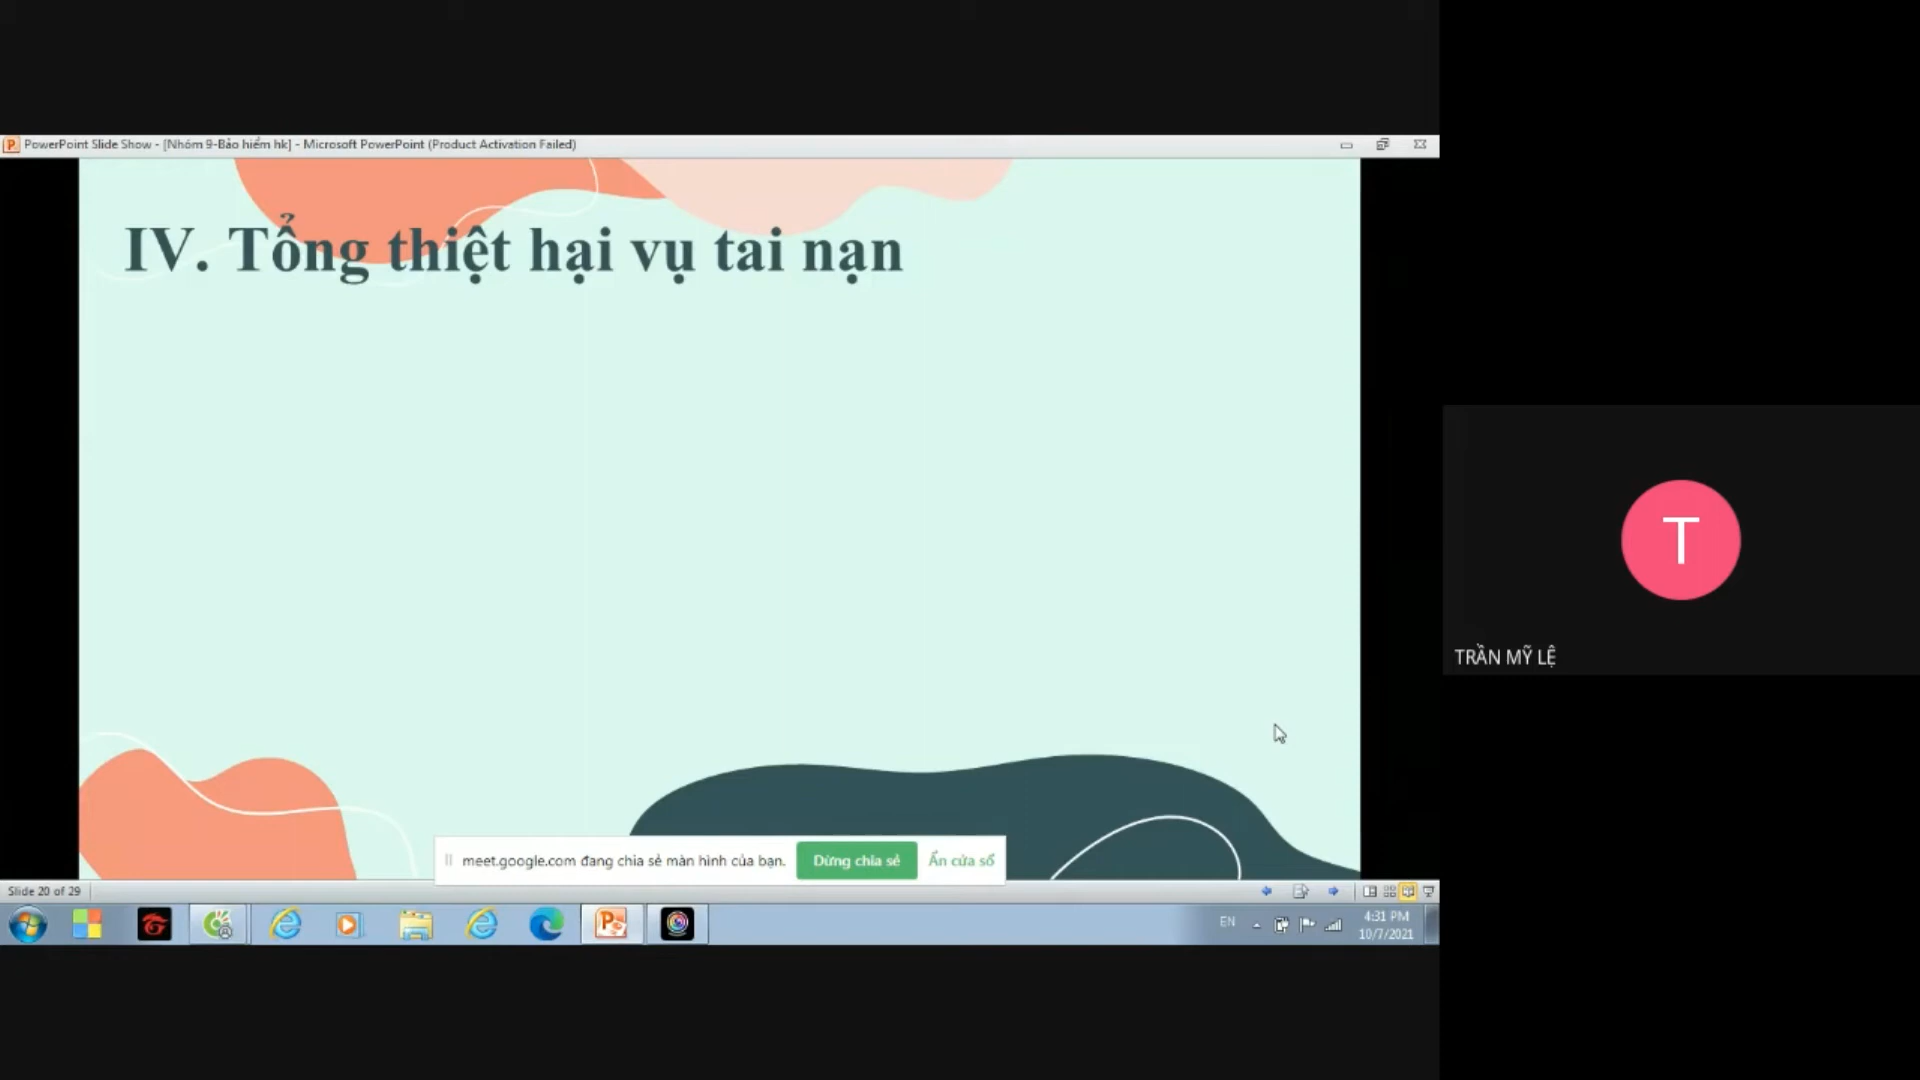 PowerPoint Slide Show - [Nhóm 9-Bảo hiểm hk] - Microsoft PowerPoint (Product Activation Failed)
IV. Tổng thiệt hại vụ tai nạn
T
TRẦN MỸ LỆ
meet.google.com đang chia sẻ màn hình của bạn. Dừng chia sẻ Ẩn cửa sổ
Slide 20 of 29
EN
4:31 PM
10/7/2021